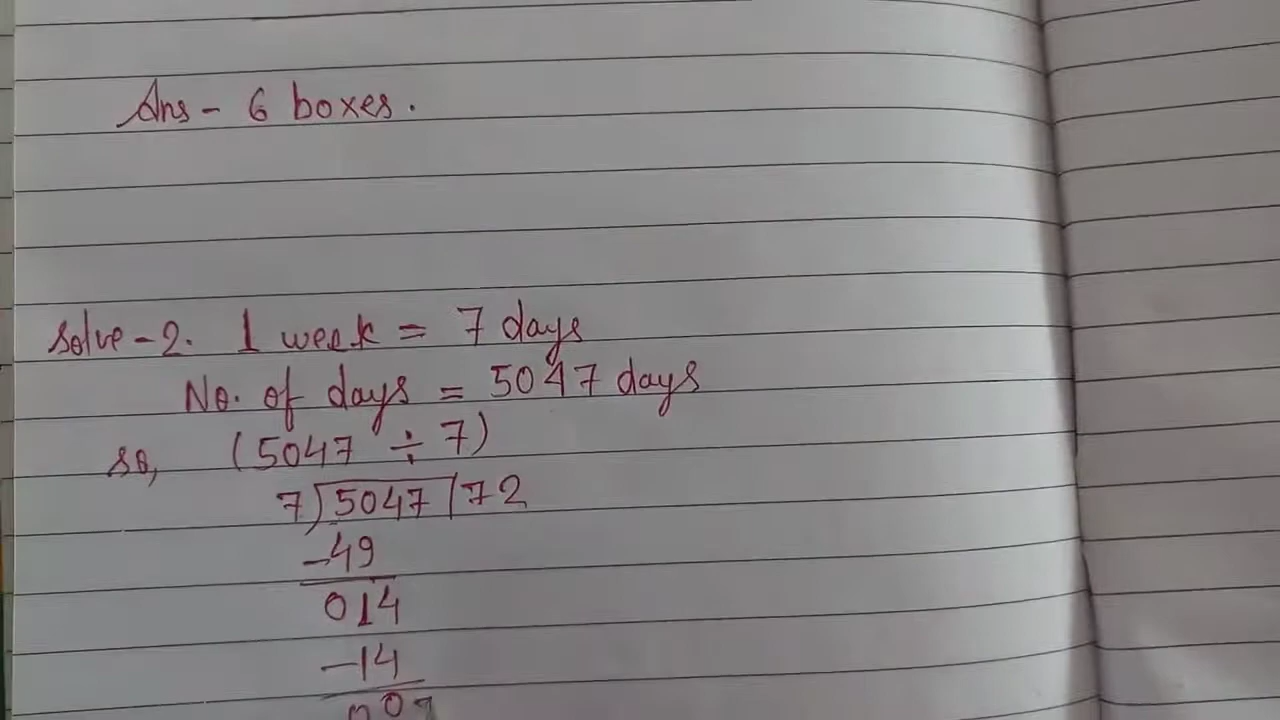 Ans - 6 boxes.
Solve - 2. 1 week = 7 days
No. of days = 5047 days
so, (5047 ÷ 7)
7)5047|72
-49
014
-14
007